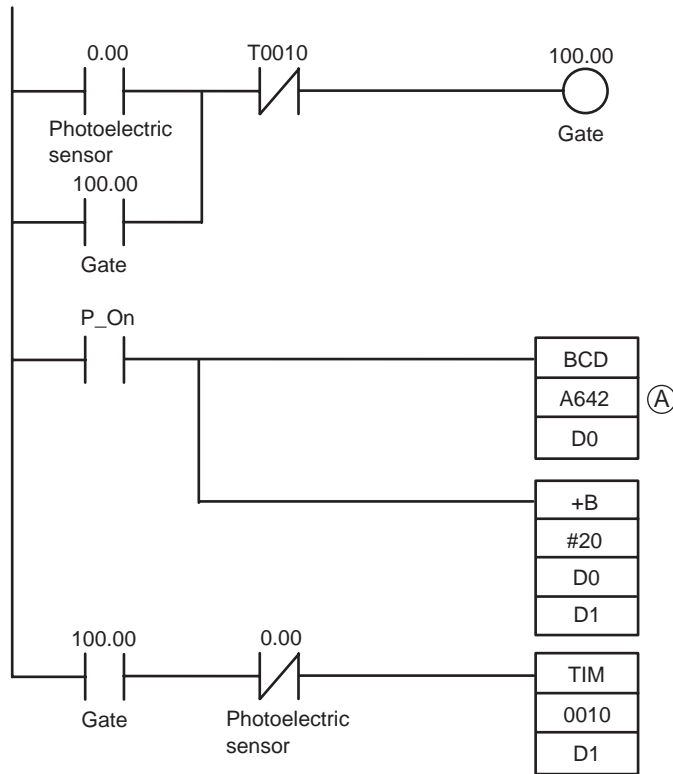 0.00 T0010 100.00
Photoelectric
sensor
Gate
100.00
Gate
P_On
BCD
A642 Ⓐ
D0
+B
#20
D0
D1
100.00 0.00
TIM
Gate
Photoelectric
sensor
0010
D1